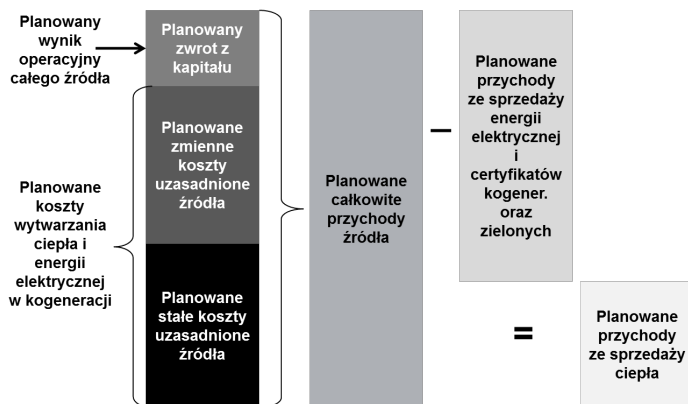 Planowany
wynik
operacyjny
całego źródła
Planowany
zwrot z
kapitału
Planowane
zmienne
koszty
uzasadnione
źródła
Planowane
koszty
wytwarzania
ciepła i
energii
elektrycznej
w kogeneracji
Planowane
stałe koszty
uzasadnione
źródła
Planowane
całkowite
przychody
źródła
–
Planowane
przychody
ze sprzedaży
energii
elektrycznej
i
certyfikatów
kogener.
oraz
zielonych
=
Planowane
przychody
ze sprzedaży
ciepła